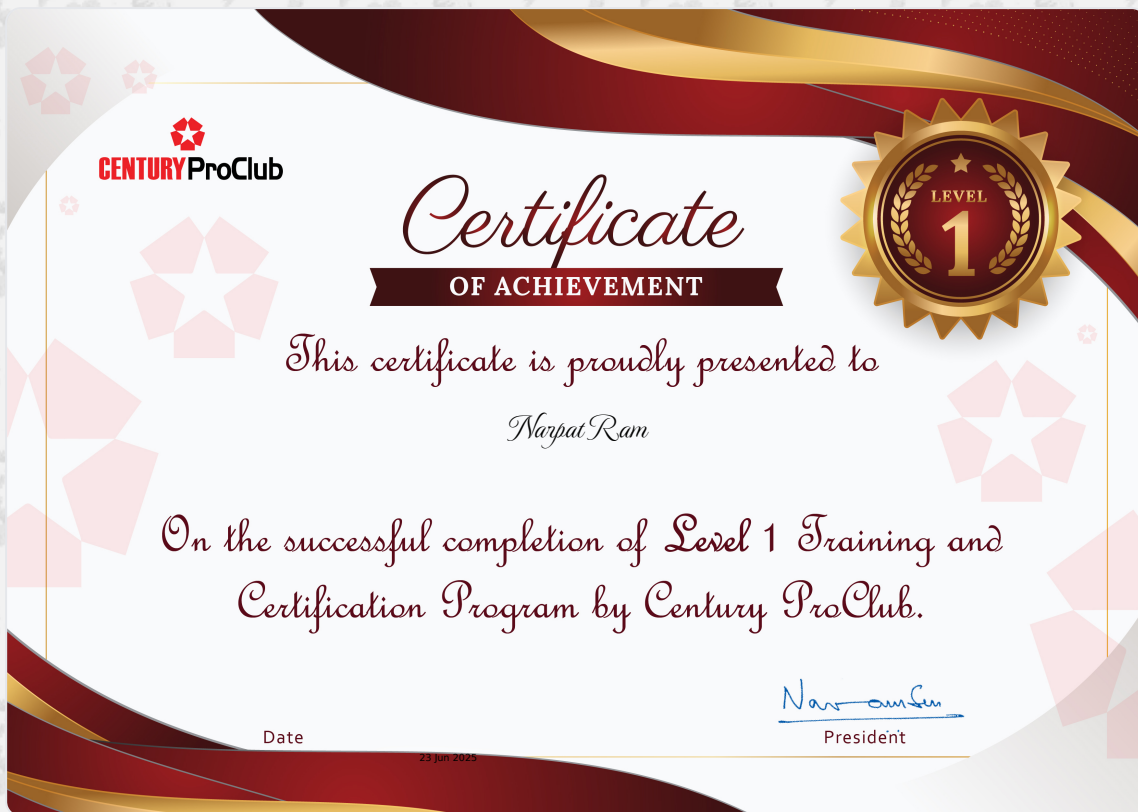 CENTURY ProClub
LEVEL
1
Certificate
OF ACHIEVEMENT
This certificate is proudly presented to
Narpat Ram
On the successful completion of Level 1 Training and
Certification Program by Century ProClub.
Date
President
23 Jun 2025